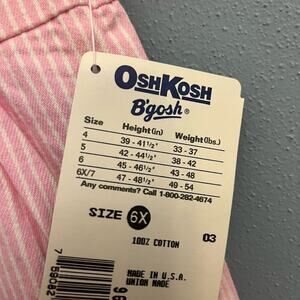 OSHKOSH
B'gosh®
Size Height(in) Weight(lbs.)
4 39 - 41½" 33 - 37
5 42 - 44½" 38 - 42
6 45 - 46½" 43 - 48
6X/7 47 - 48½" 49 - 54
Any comments? Call 1-800-282-4674
SIZE 6X
100% COTTON 03
MADE IN U.S.A.
UNION MADE